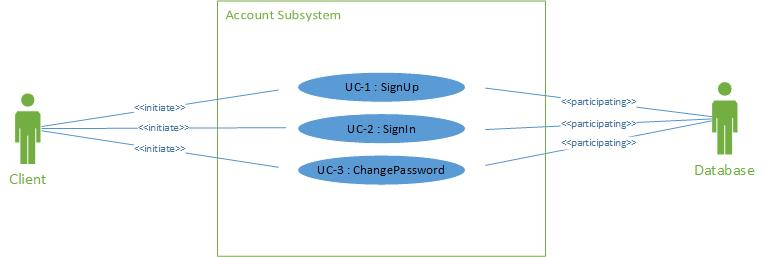 Account Subsystem
UC-1 : SignUp
<<initiate>>
<<participating>>
UC-2 : SignIn
<<initiate>>
<<participating>>
<<participating>>
<<initiate>>
UC-3 : ChangePassword
Client
Database